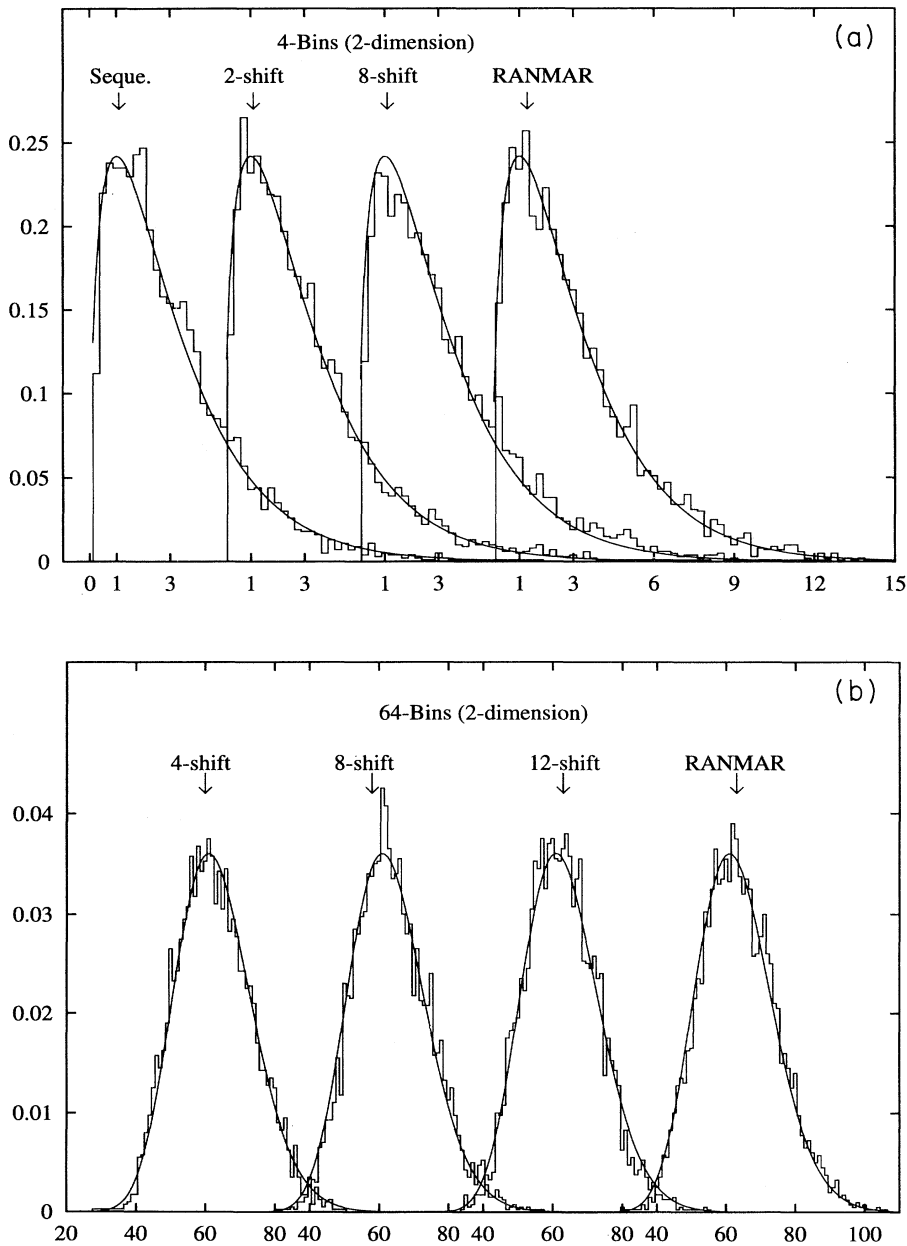 (a)
4-Bins (2-dimension)
Seque. 2-shift 8-shift RANMAR
↓ ↓ ↓ ↓
0.25
0.2
0.15
0.1
0.05
0
0 1 3 1 3 1 3 1 3 6 9 12 15
(b)
64-Bins (2-dimension)
4-shift 8-shift 12-shift RANMAR
↓ ↓ ↓ ↓
0.04
0.03
0.02
0.01
0
20 40 60 80 40 60 80 40 60 80 40 60 80 100